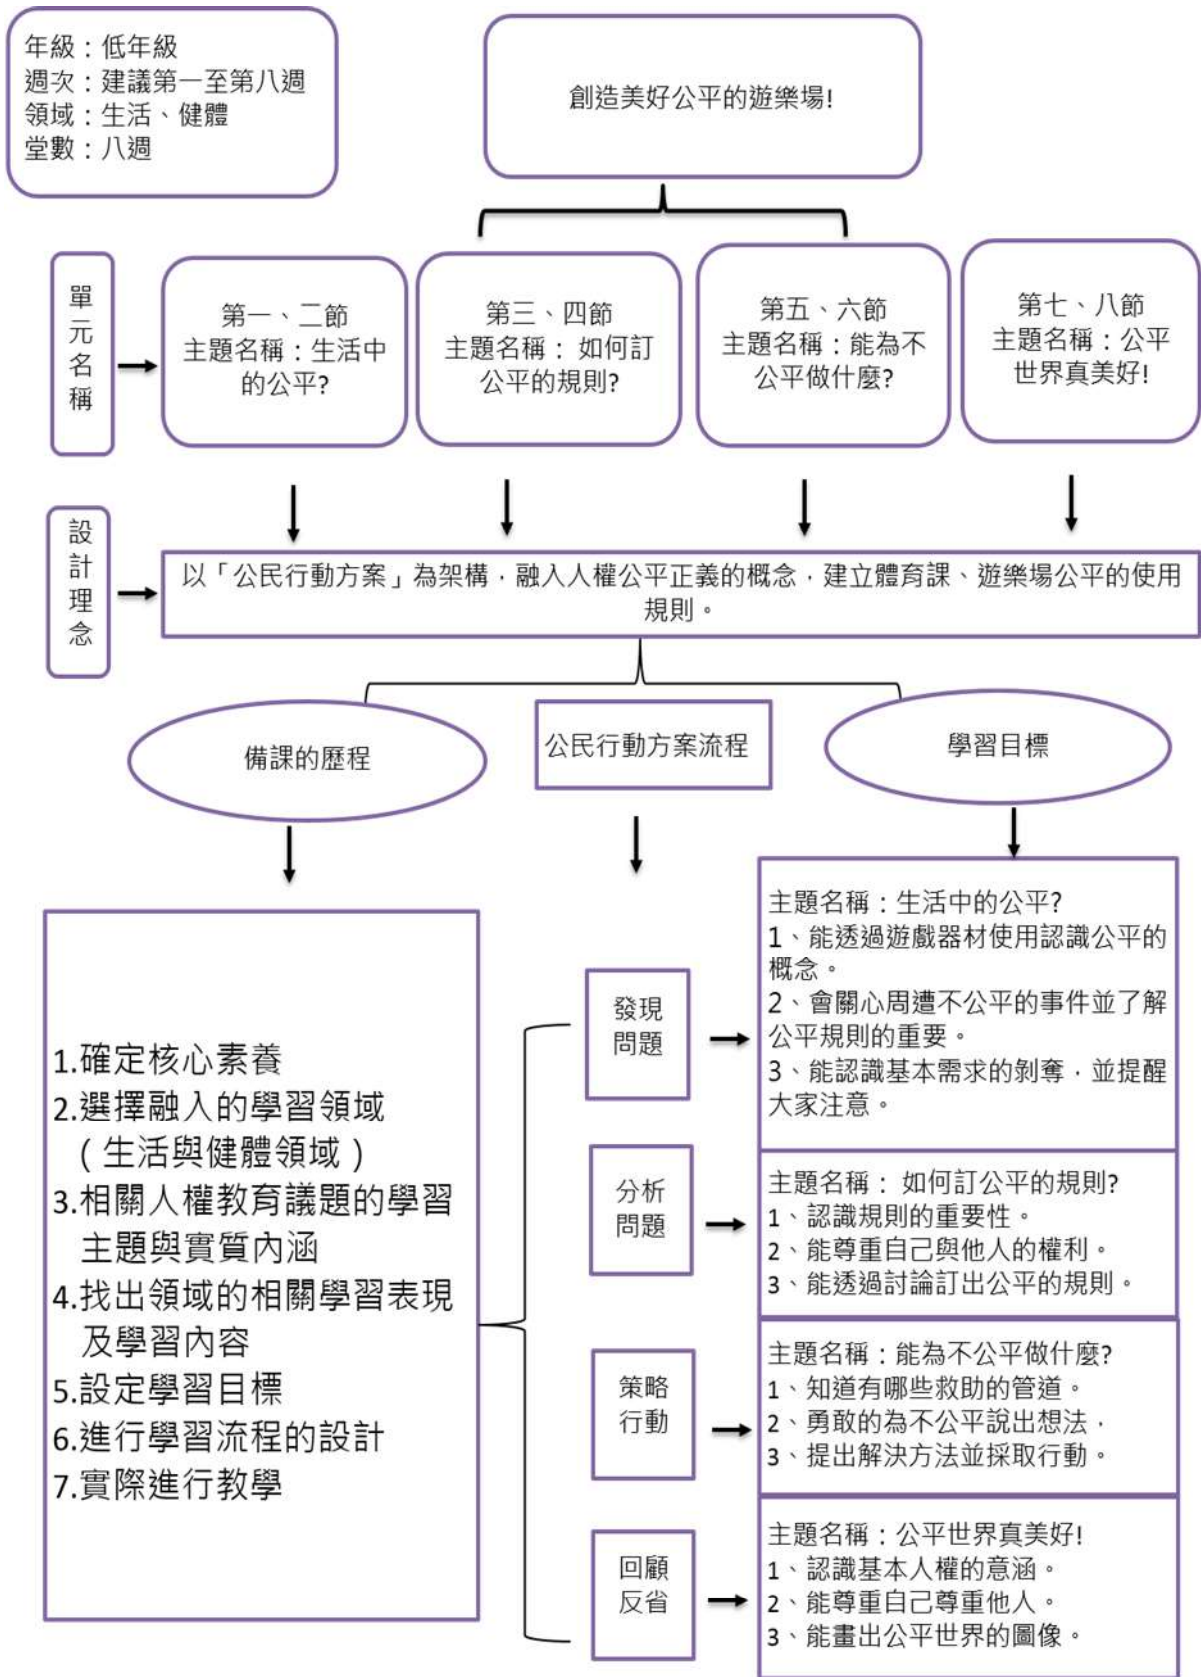 年級：低年級
週次：建議第一至第八週
領域：生活、健體
堂數：八週
創造美好公平的遊樂場!
單
元
名
稱
第一、二節
主題名稱：生活中
的公平?
第三、四節
主題名稱： 如何訂
公平的規則?
第五、六節
主題名稱：能為不
公平做什麼?
第七、八節
主題名稱：公平
世界真美好!
設
計
理
念
以「公民行動方案」為架構，融入人權公平正義的概念，建立體育課、遊樂場公平的使用
規則。
備課的歷程
公民行動方案流程
學習目標
1.確定核心素養
2.選擇融入的學習領域
（生活與健體領域）
3.相關人權教育議題的學習
主題與實質內涵
4.找出領域的相關學習表現
及學習內容
5.設定學習目標
6.進行學習流程的設計
7.實際進行教學
發現
問題
主題名稱：生活中的公平?
1、能透過遊戲器材使用認識公平的
概念。
2、會關心周遭不公平的事件並了解
公平規則的重要。
3、能認識基本需求的剝奪，並提醒
大家注意。
分析
問題
主題名稱： 如何訂公平的規則?
1、認識規則的重要性。
2、能尊重自己與他人的權利。
3、能透過討論訂出公平的規則。
策略
行動
主題名稱：能為不公平做什麼?
1、知道有哪些救助的管道。
2、勇敢的為不公平說出想法，
3、提出解決方法並採取行動。
回顧
反省
主題名稱：公平世界真美好!
1、認識基本人權的意涵。
2、能尊重自己尊重他人。
3、能畫出公平世界的圖像。